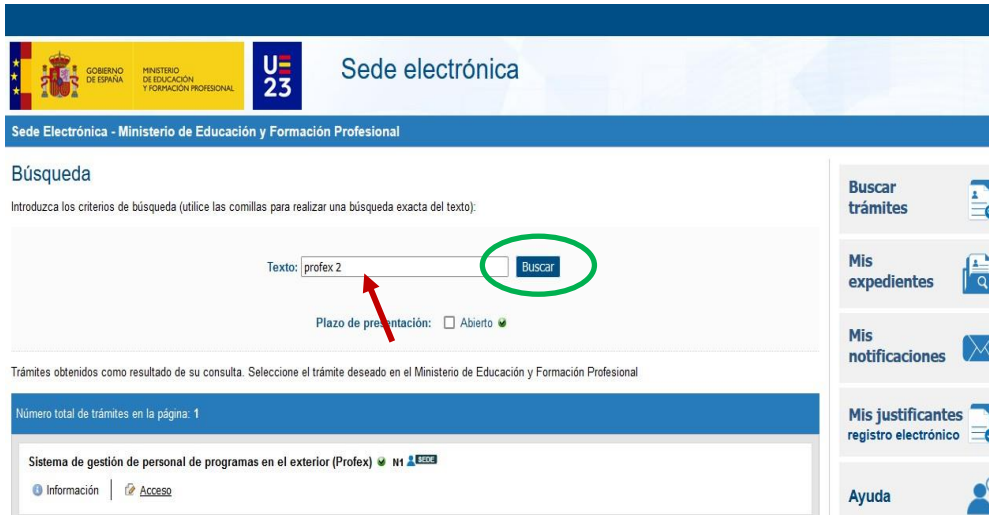 GOBIERNO
DE ESPAÑA
MINISTERIO
DE EDUCACIÓN
Y FORMACIÓN PROFESIONAL
UE
23
Sede electrónica
Sede Electrónica - Ministerio de Educación y Formación Profesional
Búsqueda
Introduzca los criterios de búsqueda (utilice las comillas para realizar una búsqueda exacta del texto):
Texto: profex 2 Buscar
Plazo de presentación: Abierto
Trámites obtenidos como resultado de su consulta. Seleccione el trámite deseado en el Ministerio de Educación y Formación Profesional
Número total de trámites en la página: 1
Sistema de gestión de personal de programas en el exterior (Profex) N1 SEDE
Información Acceso
Buscar
trámites
Mis
expedientes
Mis
notificaciones
Mis justificantes
registro electrónico
Ayuda